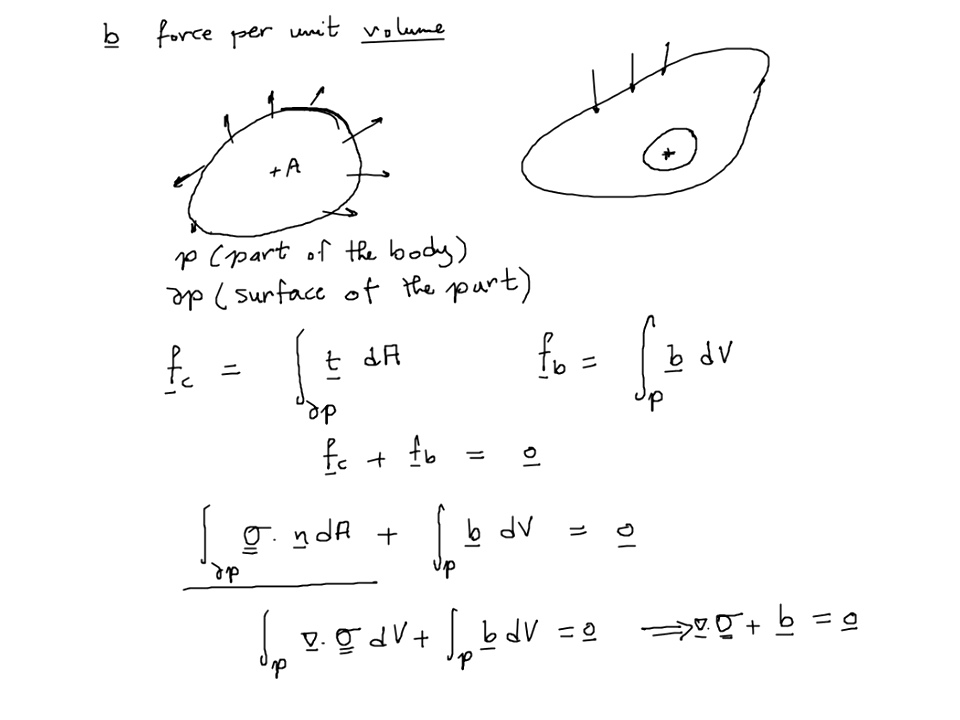 b force per unit volume
+ A
p (part of the body)
∂p (surface of the part)
f_c = ∫_∂p t dA f_b = ∫_p b dV
f_c + f_b = 0
∫_∂p σ · n dA + ∫_p b dV = 0
∫_p ∇ · σ dV + ∫_p b dV = 0 ⟹ ∇ · σ + b = 0